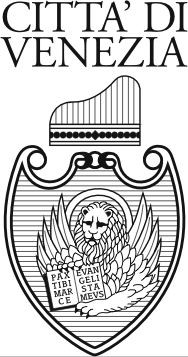 CITTA' DI
VENEZIA
PAX
TIBI
MAR
CE
EVAN
GELI
STA
MEVS